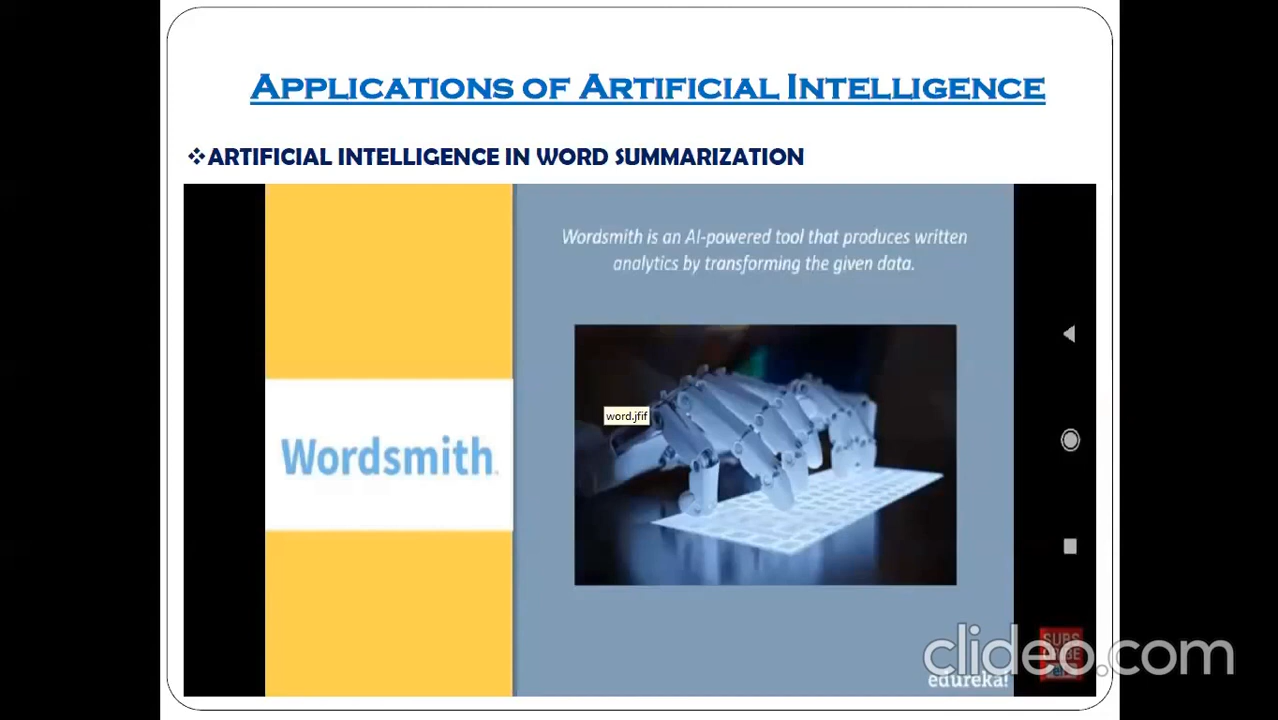 APPLICATIONS OF ARTIFICIAL INTELLIGENCE
❖ARTIFICIAL INTELLIGENCE IN WORD SUMMARIZATION
Wordsmith is an AI-powered tool that produces written
analytics by transforming the given data.
word.jfif
Wordsmith
clideo.com
edureka!